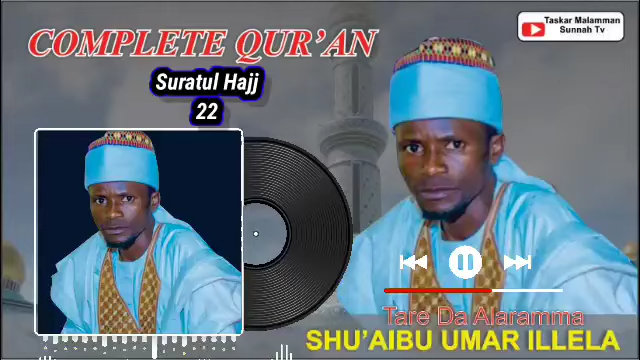 COMPLETE QUR'AN
Taskar Malamman
Sunnah Tv
Suratul Hajj
22
Tare Da Alaramma
SHU'AIBU UMAR ILLELA